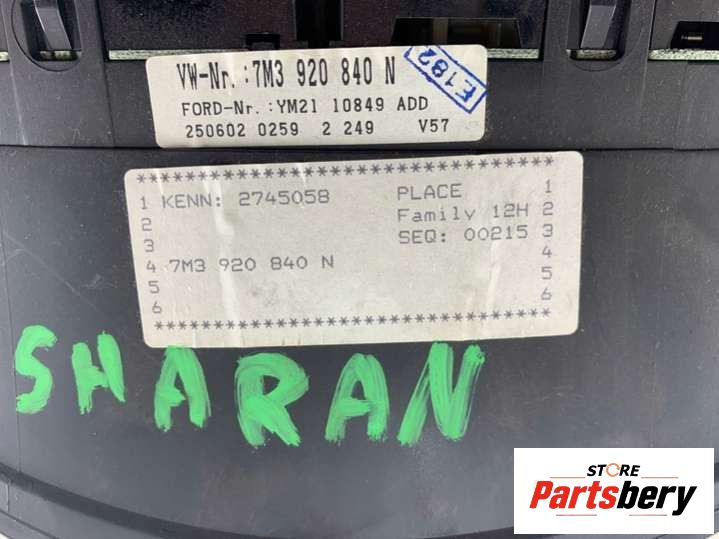 VW-Nr.:7M3 920 840 N
E182
FORD-Nr.:YM21 10849 ADD
250602 0259 2 249 V57
************************************
1 KENN: 2745058 PLACE 1
2 Family 12H 2
3 SEQ: 00215 3
4 7M3 920 840 N 4
5 5
6 6
************************************
SHARAN
STORE
Partsbery